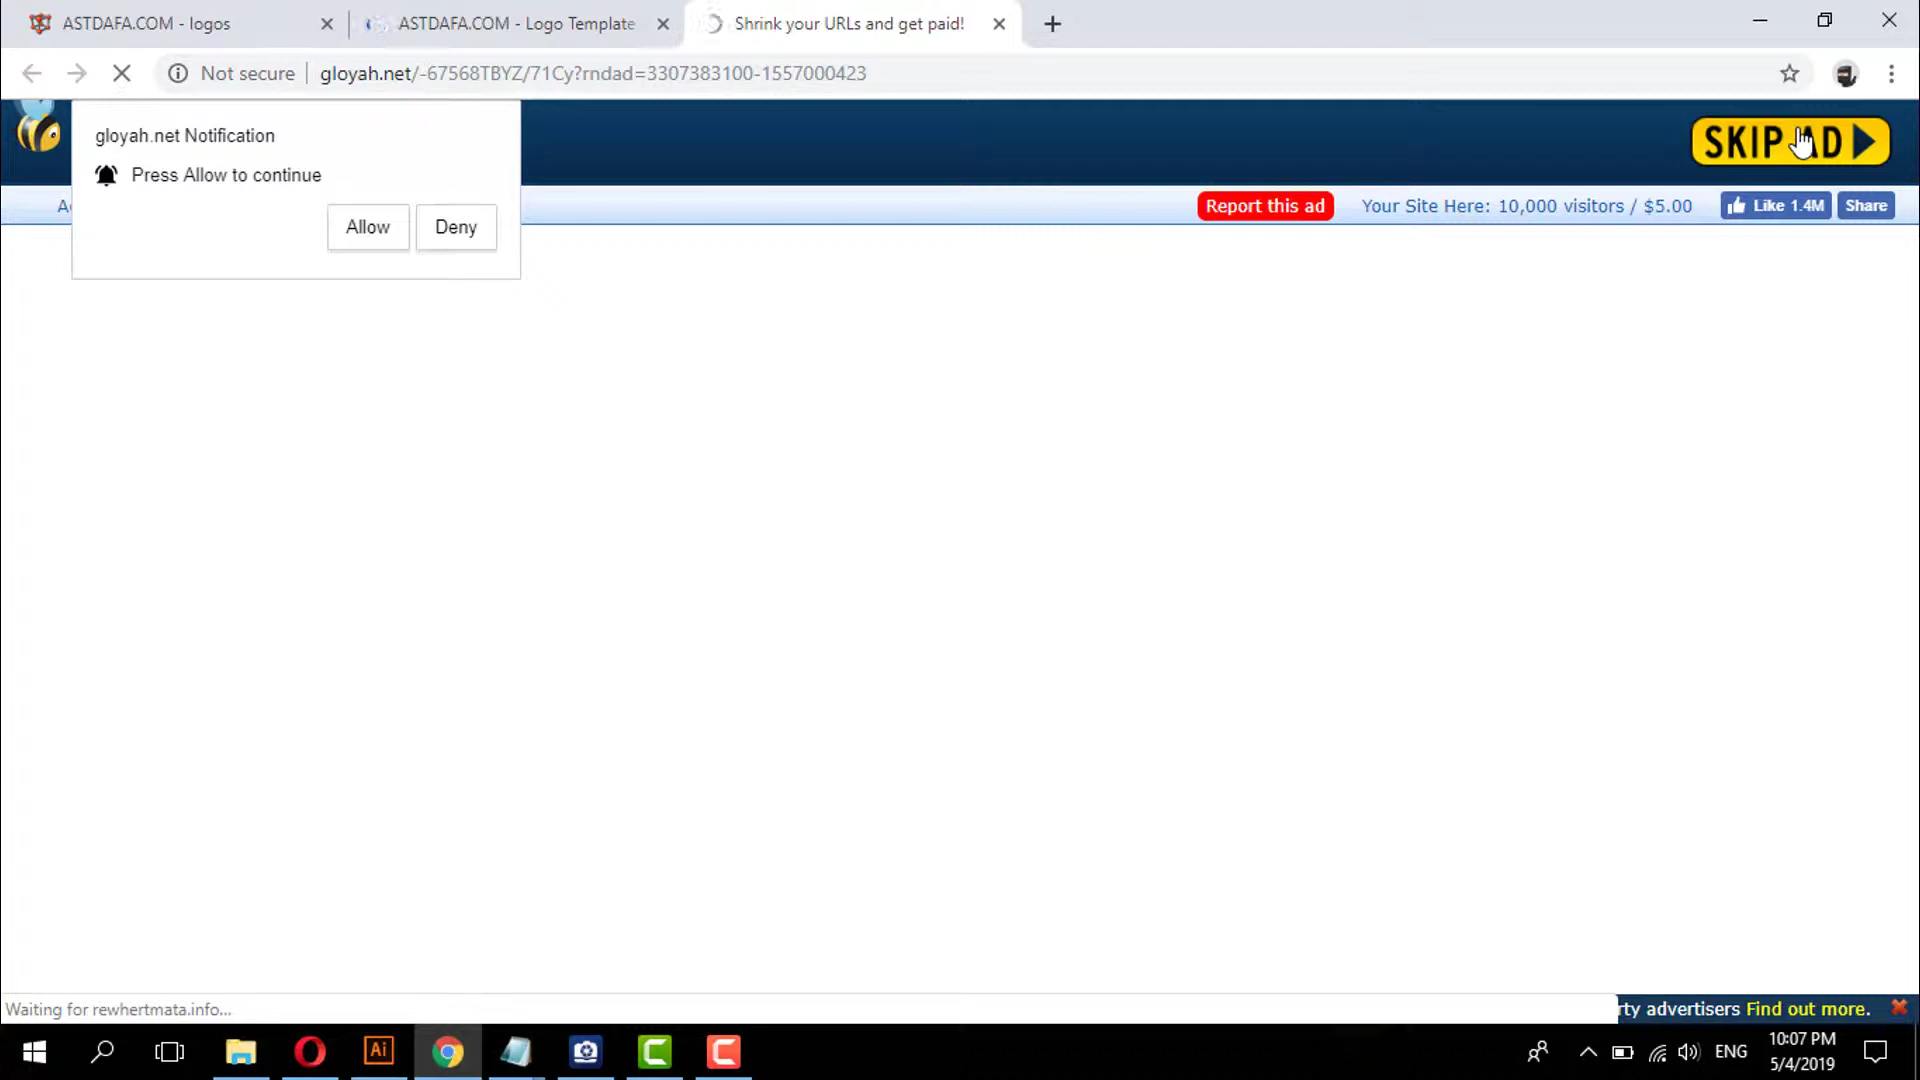 ASTDAFA.COM - logos
ASTDAFA.COM - Logo Template
Shrink your URLs and get paid!
Not secure
gloyah.net/-67568TBYZ/71Cy?rndad=3307383100-1557000423
gloyah.net Notification
Press Allow to continue
Allow
Deny
SKIP AD
Report this ad
Your Site Here: 10,000 visitors / $5.00
Like 1.4M
Share
Waiting for rewhertmata.info...
rty advertisers Find out more.
Ai
ENG
10:07 PM
5/4/2019